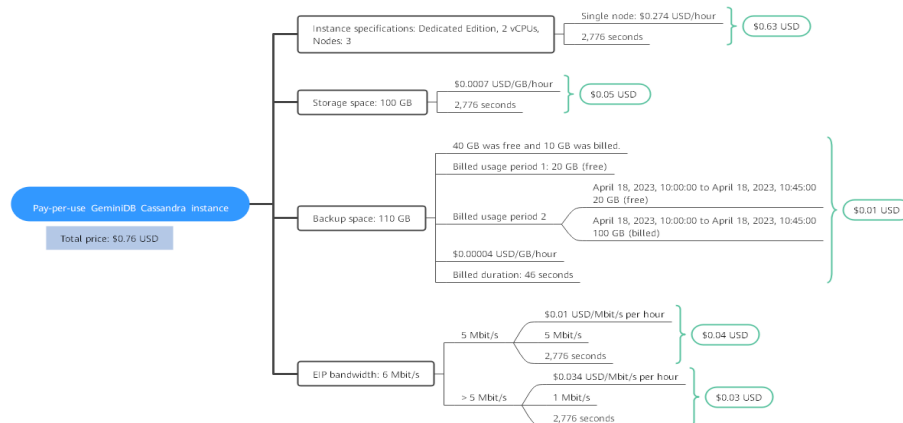 Pay-per-use GeminiDB Cassandra instance
Total price: $0.76 USD
Instance specifications: Dedicated Edition, 2 vCPUs,
Nodes: 3
Single node: $0.274 USD/hour
2,776 seconds
$0.63 USD
Storage space: 100 GB
$0.0007 USD/GB/hour
2,776 seconds
$0.05 USD
Backup space: 110 GB
40 GB was free and 10 GB was billed.
Billed usage period 1: 20 GB (free)
Billed usage period 2
April 18, 2023, 10:00:00 to April 18, 2023, 10:45:00
20 GB (free)
April 18, 2023, 10:00:00 to April 18, 2023, 10:45:00
100 GB (billed)
$0.00004 USD/GB/hour
Billed duration: 46 seconds
$0.01 USD
EIP bandwidth: 6 Mbit/s
5 Mbit/s
$0.01 USD/Mbit/s per hour
5 Mbit/s
2,776 seconds
$0.04 USD
> 5 Mbit/s
$0.034 USD/Mbit/s per hour
1 Mbit/s
2,776 seconds
$0.03 USD